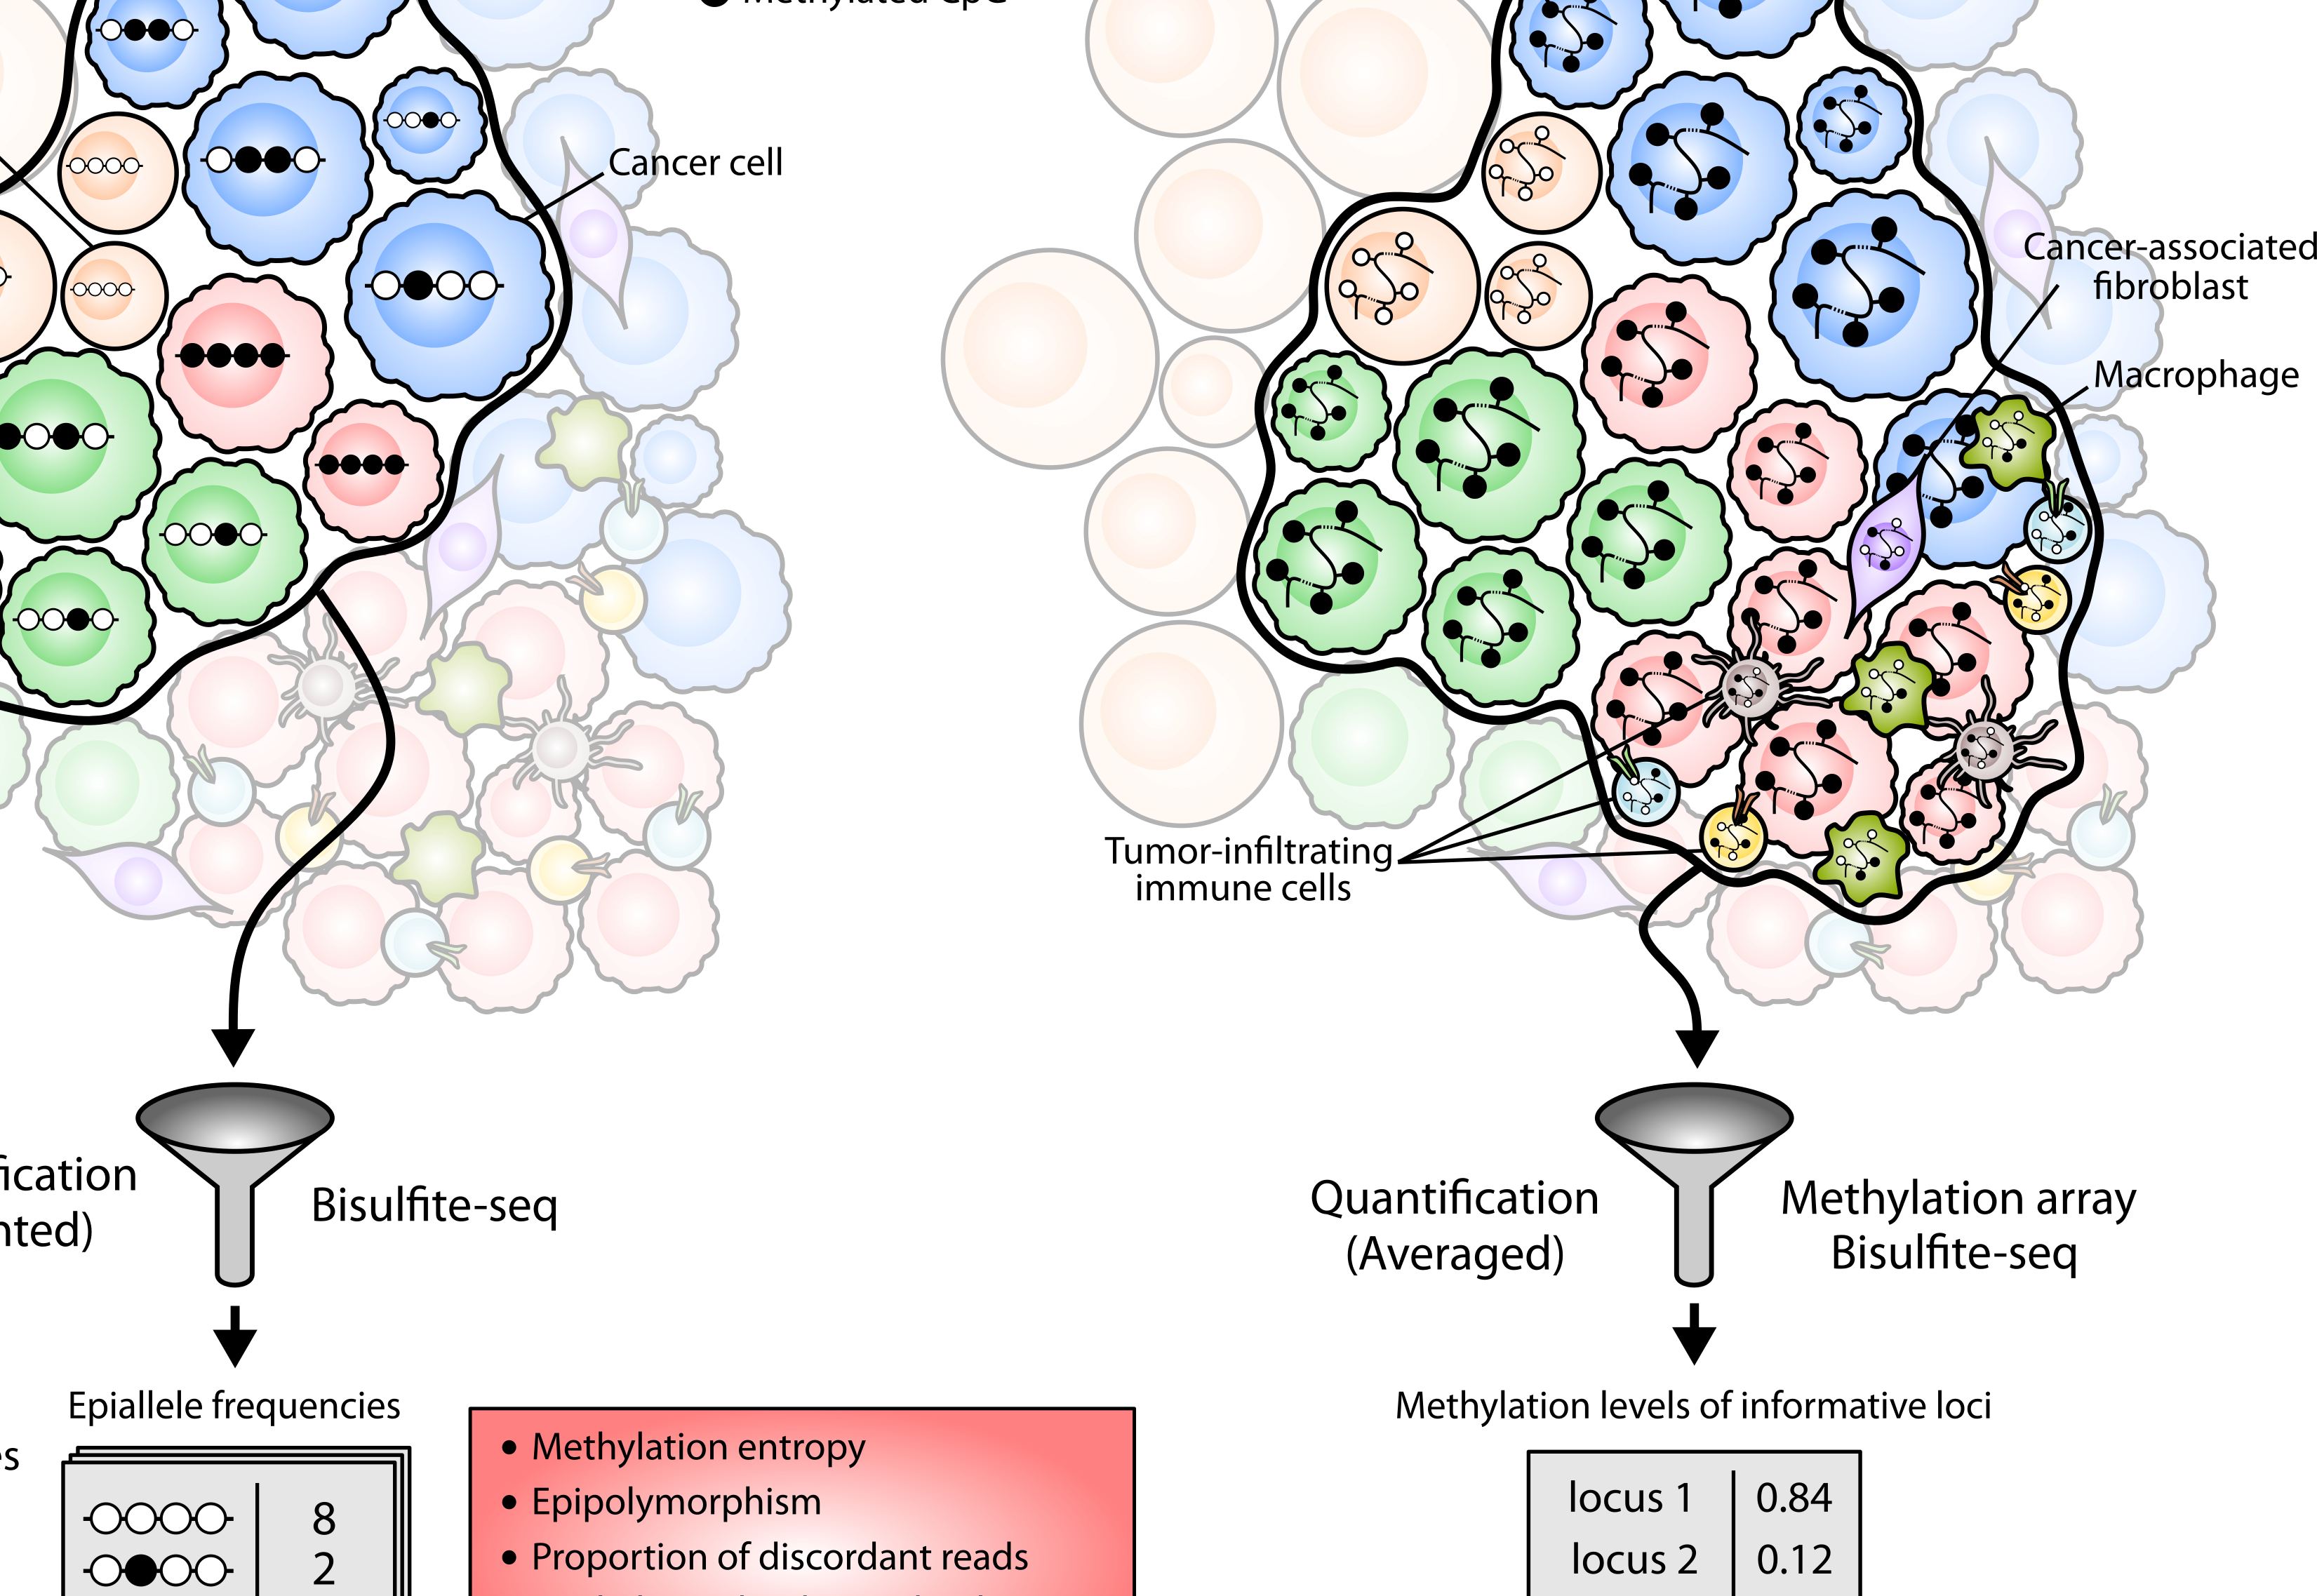 Methylated CpG
Cancer cell
Cancer-associated
fibroblast
Macrophage
Tumor-infiltrating
immune cells
Bisulfite-seq
Quantification
(Averaged)
Methylation array
Bisulfite-seq
Epiallele frequencies
8
2
• Methylation entropy
• Epipolymorphism
• Proportion of discordant reads
Methylation levels of informative loci
locus 1 0.84
locus 2 0.12